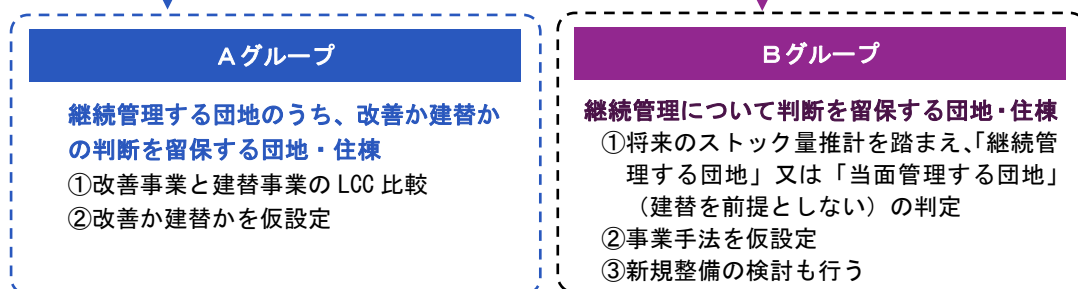 Aグループ
継続管理する団地のうち、改善か建替か
の判断を留保する団地・住棟
①改善事業と建替事業の LCC 比較
②改善か建替かを仮設定
Bグループ
継続管理について判断を留保する団地・住棟
①将来のストック量推計を踏まえ、「継続管
理する団地」又は「当面管理する団地」
（建替を前提としない）の判定
②事業手法を仮設定
③新規整備の検討も行う